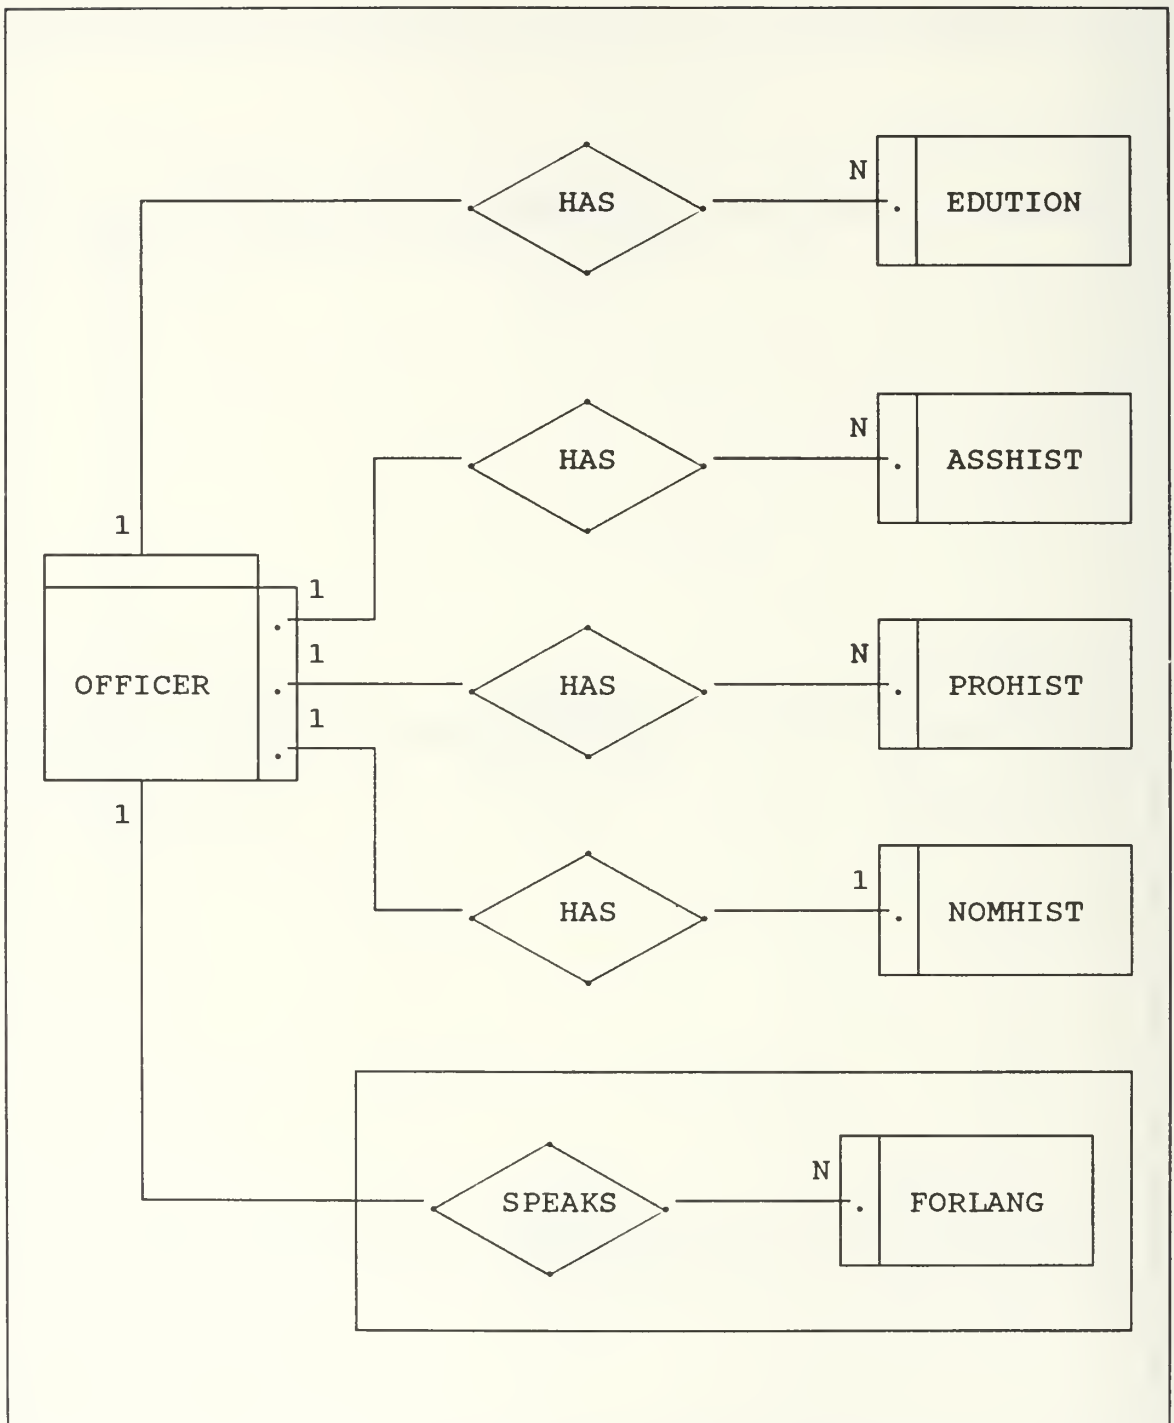 N
HAS EDUTION
N
HAS ASSHIST
1
1
1 N
OFFICER HAS PROHIST
1
1
1
HAS NOMHIST
N
SPEAKS FORLANG